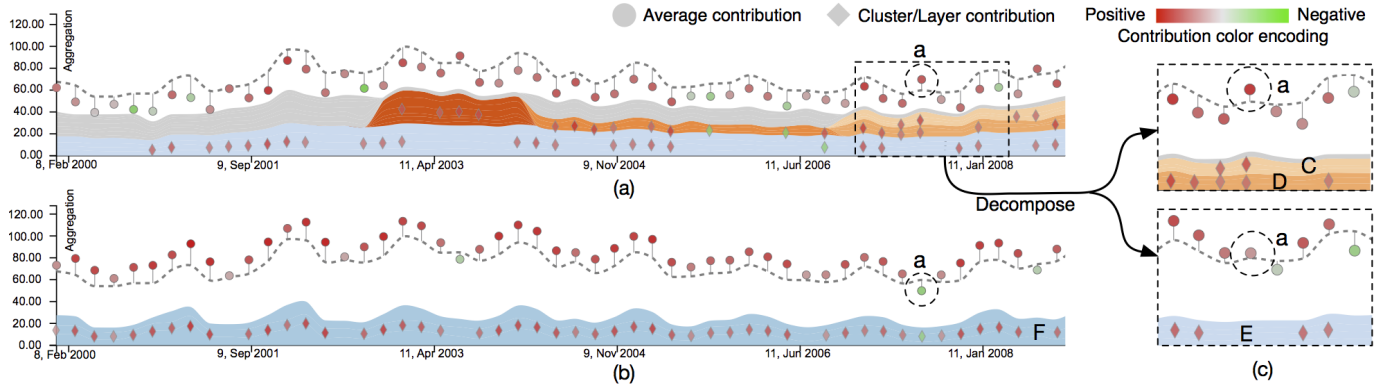 Average contribution
Cluster/Layer contribution
Positive
Negative
Contribution color encoding
Aggregation
120.00
100.00
80.00
60.00
40.00
20.00
0.00
a
8, Feb 2000
9, Sep 2001
11, Apr 2003
9, Nov 2004
11, Jun 2006
11, Jan 2008
(a)
Decompose
Aggregation
120.00
100.00
80.00
60.00
40.00
20.00
0.00
a
F
8, Feb 2000
9, Sep 2001
11, Apr 2003
9, Nov 2004
11, Jun 2006
11, Jan 2008
(b)
a
C
D
a
E
(c)